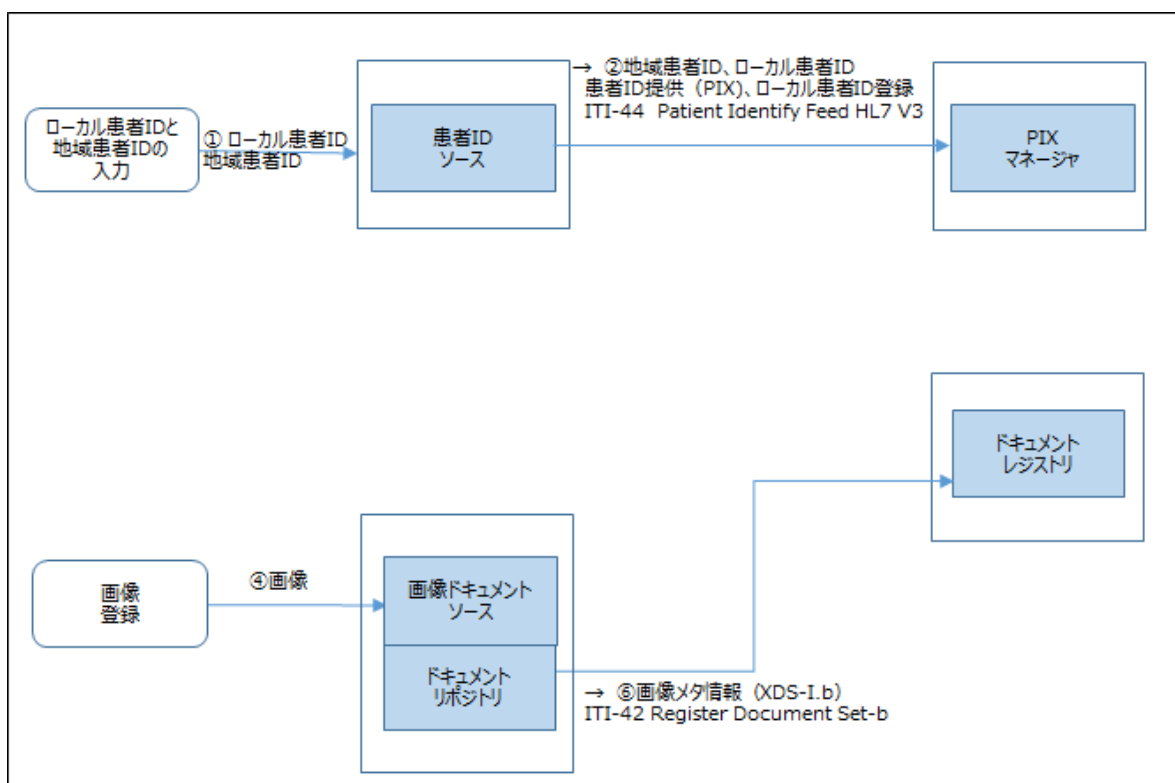 ローカル患者IDと
地域患者IDの
入力
① ローカル患者ID
地域患者ID
患者ID
ソース
→ ②地域患者ID、ローカル患者ID
患者ID提供（PIX)、ローカル患者ID登録
ITI-44 Patient Identify Feed HL7 V3
PIX
マネージャ
ドキュメント
レジストリ
画像
登録
④画像
画像ドキュメント
ソース
ドキュメント
リポジトリ
→ ⑥画像メタ情報（XDS-I.b）
ITI-42 Register Document Set-b